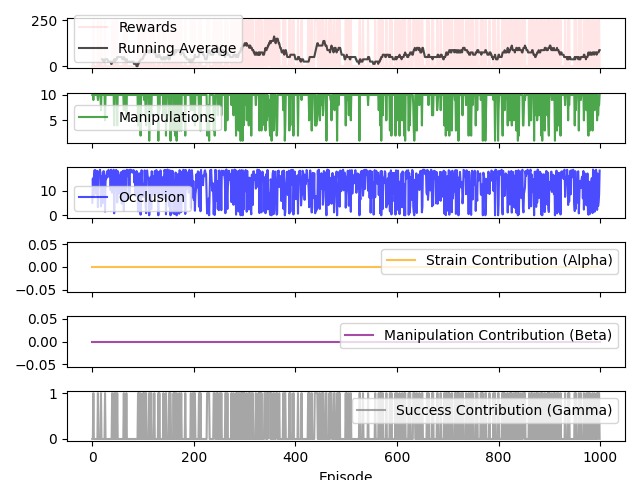 250
0
Rewards
Running Average
10
5
Manipulations
10
0
Occlusion
0.05
0.00
−0.05
Strain Contribution (Alpha)
0.05
0.00
−0.05
Manipulation Contribution (Beta)
1
0
Success Contribution (Gamma)
0 200 400 600 800 1000
Episode